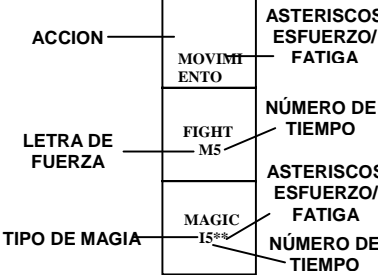 ACCION
MOVIMI
ENTO
ASTERISCOS
ESFUERZO/
FATIGA
LETRA DE
FUERZA
FIGHT
M5
NÚMERO DE
TIEMPO
TIPO DE MAGIA
MAGIC
I5**
ASTERISCOS
ESFUERZO/
FATIGA
NÚMERO DE
TIEMPO